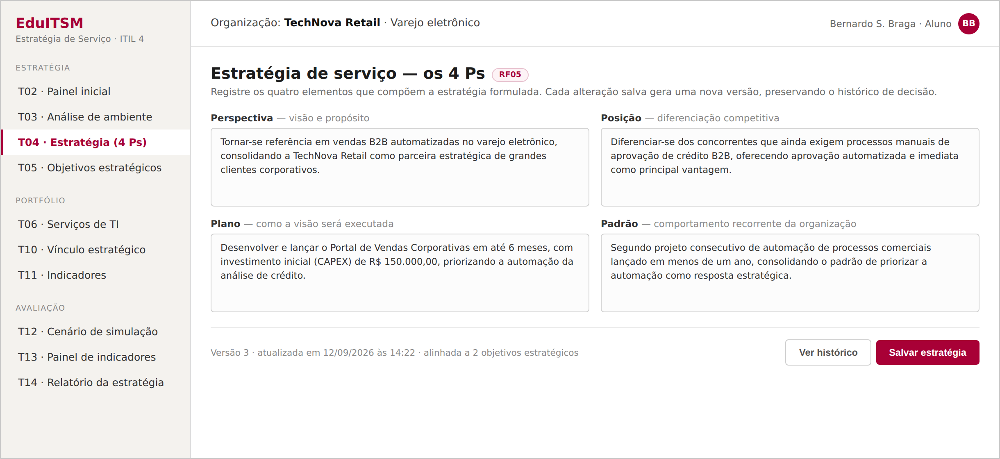 EduITSM
Estratégia de Serviço · ITIL 4
ESTRATÉGIA
T02 · Painel inicial
T03 · Análise de ambiente
T04 · Estratégia (4 Ps)
T05 · Objetivos estratégicos
PORTFÓLIO
T06 · Serviços de TI
T10 · Vínculo estratégico
T11 · Indicadores
AVALIAÇÃO
T12 · Cenário de simulação
T13 · Painel de indicadores
T14 · Relatório da estratégia
Organização: TechNova Retail · Varejo eletrônico
Bernardo S. Braga · Aluno
BB
Estratégia de serviço — os 4 Ps
RF05
Registre os quatro elementos que compõem a estratégia formulada. Cada alteração salva gera uma nova versão, preservando o histórico de decisão.
Perspectiva — visão e propósito
Tornar-se referência em vendas B2B automatizadas no varejo eletrônico,
consolidando a TechNova Retail como parceira estratégica de grandes
clientes corporativos.
Posição — diferenciação competitiva
Diferenciar-se dos concorrentes que ainda exigem processos manuais de
aprovação de crédito B2B, oferecendo aprovação automatizada e imediata
como principal vantagem.
Plano — como a visão será executada
Desenvolver e lançar o Portal de Vendas Corporativas em até 6 meses, com
investimento inicial (CAPEX) de R$ 150.000,00, priorizando a automação da
análise de crédito.
Padrão — comportamento recorrente da organização
Segundo projeto consecutivo de automação de processos comerciais
lançado em menos de um ano, consolidando o padrão de priorizar a
automação como resposta estratégica.
Versão 3 · atualizada em 12/09/2026 às 14:22 · alinhada a 2 objetivos estratégicos
Ver histórico
Salvar estratégia